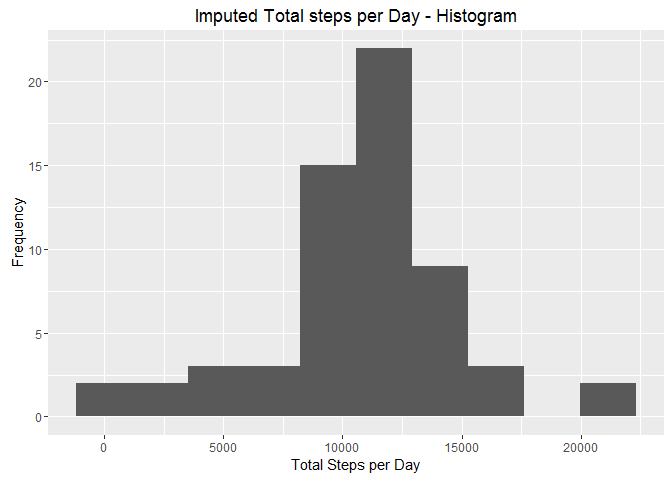 Imputed Total steps per Day - Histogram
20
15
10
5
0
Frequency
0 5000 10000 15000 20000
Total Steps per Day